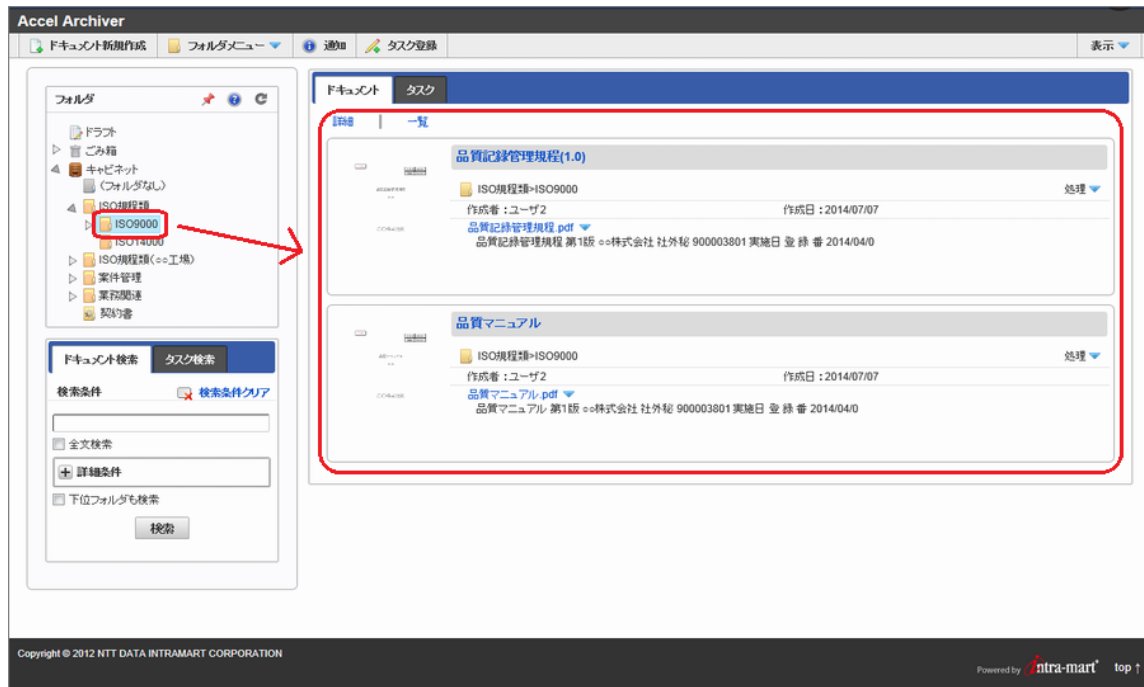 Accel Archiver
ドキュメント新規作成 フォルダメニュー 通知 タスク登録 表示
フォルダ
ドラフト
ごみ箱
キャビネット
(フォルダなし)
ISO規程類
ISO9000
ISO14000
ISO規程類(○○工場)
案件管理
業務関連
契約書
ドキュメント検索 タスク検索
検索条件 検索条件クリア
全文検索
詳細条件
下位フォルダも検索
検索
ドキュメント タスク
詳細 | 一覧
品質記録管理規程(1.0)
ISO規程類>ISO9000 処理
作成者:ユーザ2 作成日:2014/07/07
品質記録管理規程.pdf
品質記録管理規程 第1版 ○○株式会社 社外秘 900003801 実施日 登 録 番 2014/04/0
品質マニュアル
ISO規程類>ISO9000 処理
作成者:ユーザ2 作成日:2014/07/07
品質マニュアル.pdf
品質マニュアル 第1版 ○○株式会社 社外秘 900003801 実施日 登 録 番 2014/04/0
Copyright © 2012 NTT DATA INTRAMART CORPORATION
Powered by intra-mart top ↑